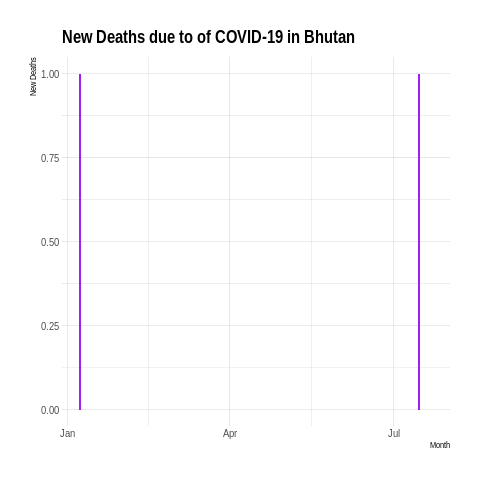 New Deaths due to of COVID-19 in Bhutan
New Deaths
1.00
0.75
0.50
0.25
0.00
Jan Apr Jul
Month